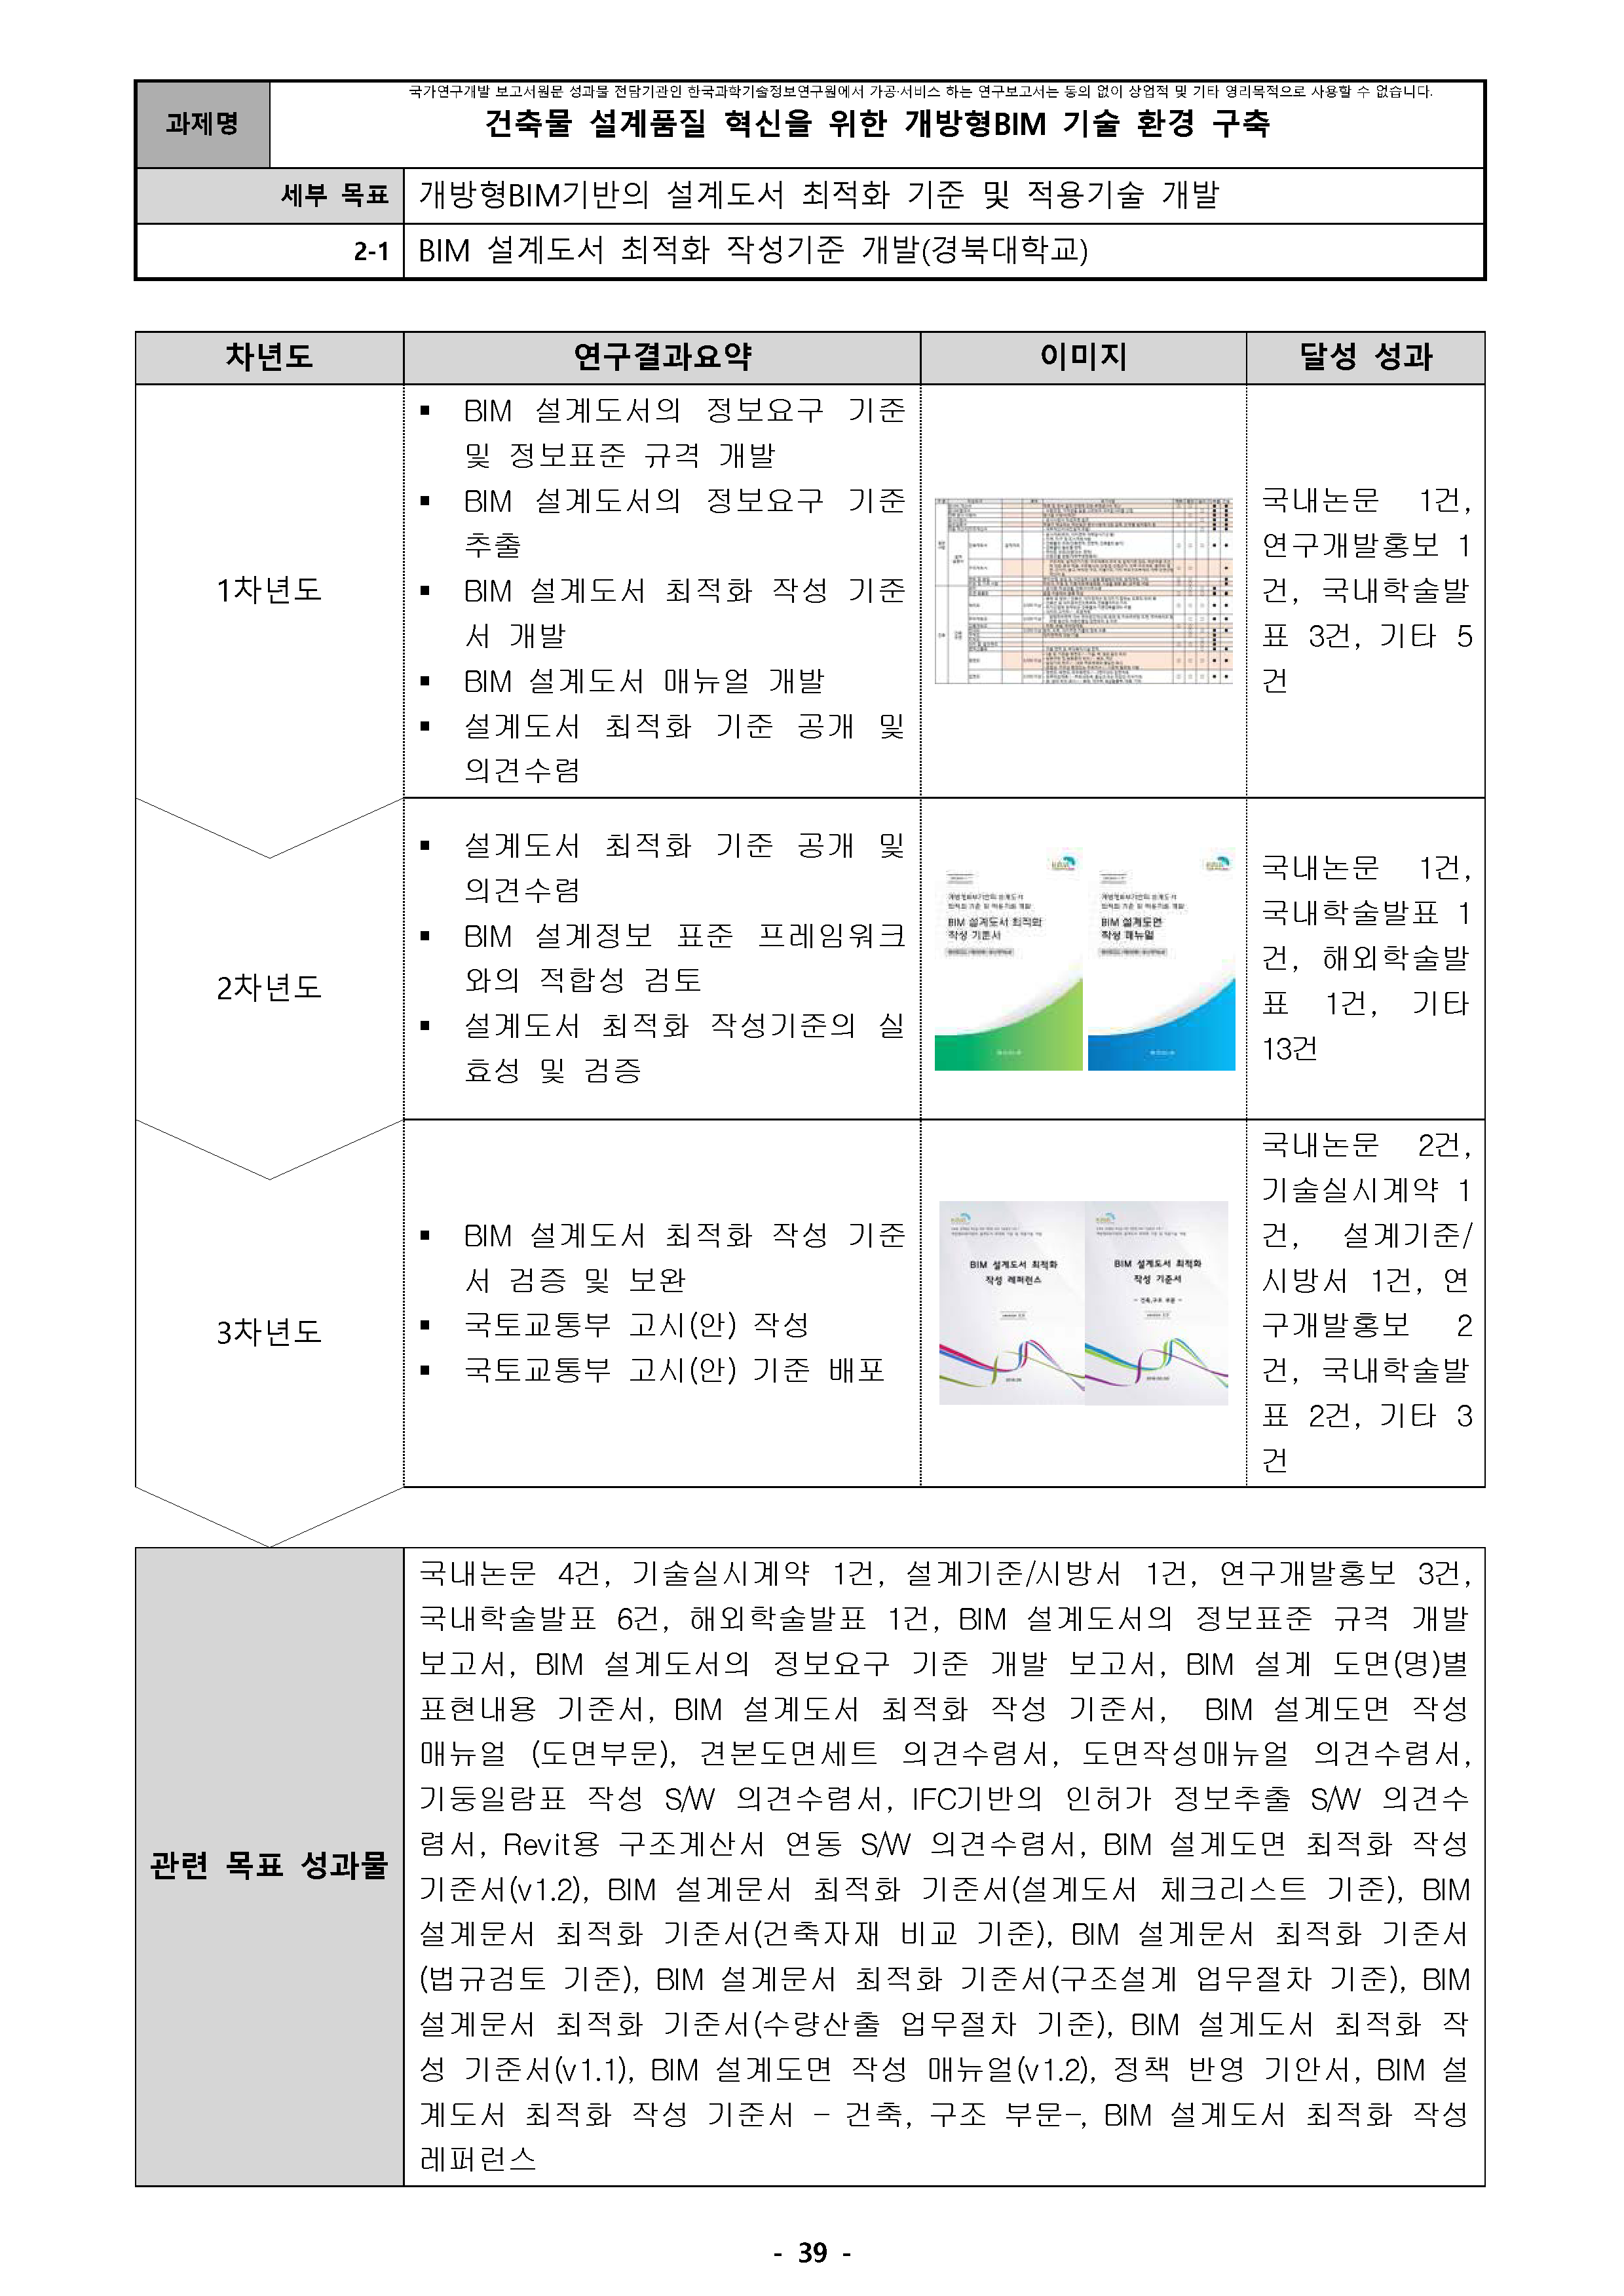 국가연구개발 보고서원문 성과물 전담기관인 한국과학기술정보연구원에서 가공·서비스 하는 연구보고서는 동의 없이 상업적 및 기타 영리목적으로 사용할 수 없습니다.
과제명
건축물 설계품질 혁신을 위한 개방형BIM 기술 환경 구축
세부 목표
개방형BIM기반의 설계도서 최적화 기준 및 적용기술 개발
2-1
BIM 설계도서 최적화 작성기준 개발(경북대학교)
차년도
연구결과요약
이미지
달성 성과
1차년도
▪ BIM 설계도서의 정보요구 기준
및 정보표준 규격 개발
▪ BIM 설계도서의 정보요구 기준
추출
▪ BIM 설계도서 최적화 작성 기준
서 개발
▪ BIM 설계도서 매뉴얼 개발
▪ 설계도서 최적화 기준 공개 및
의견수렴
국내논문 1건,
연구개발홍보 1
건, 국내학술발
표 3건, 기타 5
건
2차년도
▪ 설계도서 최적화 기준 공개 및
의견수렴
▪ BIM 설계정보 표준 프레임워크
와의 적합성 검토
▪ 설계도서 최적화 작성기준의 실
효성 및 검증
BIM 설계도서 최적화
작성 기준서
BIM 설계도면
작성 매뉴얼
국내논문 1건,
국내학술발표 1
건, 해외학술발
표 1건, 기타
13건
3차년도
▪ BIM 설계도서 최적화 작성 기준
서 검증 및 보완
▪ 국토교통부 고시(안) 작성
▪ 국토교통부 고시(안) 기준 배포
BIM 설계도서 최적화
작성 레퍼런스
BIM 설계도서 최적화
작성 기준서
- 건축,구조 부문 -
국내논문 2건,
기술실시계약 1
건, 설계기준/
시방서 1건, 연
구개발홍보 2
건, 국내학술발
표 2건, 기타 3
건
관련 목표 성과물
국내논문 4건, 기술실시계약 1건, 설계기준/시방서 1건, 연구개발홍보 3건,
국내학술발표 6건, 해외학술발표 1건, BIM 설계도서의 정보표준 규격 개발
보고서, BIM 설계도서의 정보요구 기준 개발 보고서, BIM 설계 도면(명)별
표현내용 기준서, BIM 설계도서 최적화 작성 기준서, BIM 설계도면 작성
매뉴얼 (도면부문), 견본도면세트 의견수렴서, 도면작성매뉴얼 의견수렴서,
기둥일람표 작성 S/W 의견수렴서, IFC기반의 인허가 정보추출 S/W 의견수
렴서, Revit용 구조계산서 연동 S/W 의견수렴서, BIM 설계도면 최적화 작성
기준서(v1.2), BIM 설계문서 최적화 기준서(설계도서 체크리스트 기준), BIM
설계문서 최적화 기준서(건축자재 비교 기준), BIM 설계문서 최적화 기준서
(법규검토 기준), BIM 설계문서 최적화 기준서(구조설계 업무절차 기준), BIM
설계문서 최적화 기준서(수량산출 업무절차 기준), BIM 설계도서 최적화 작
성 기준서(v1.1), BIM 설계도면 작성 매뉴얼(v1.2), 정책 반영 기안서, BIM 설
계도서 최적화 작성 기준서 – 건축, 구조 부문–, BIM 설계도서 최적화 작성
레퍼런스
- 39 -